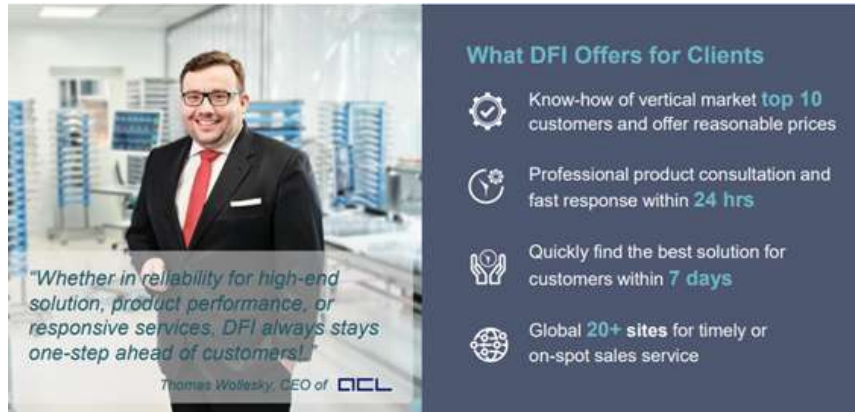 “Whether in reliability for high-end
solution, product performance, or
responsive services, DFI always stays
one-step ahead of customers!.”
Thomas Wollesky, CEO of ACL
What DFI Offers for Clients
Know-how of vertical market top 10
customers and offer reasonable prices
Professional product consultation and
fast response within 24 hrs
Quickly find the best solution for
customers within 7 days
Global 20+ sites for timely or
on-spot sales service